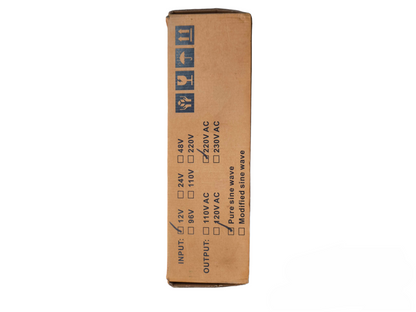 INPUT: ☑ 12V ☐ 24V ☐ 48V
☐ 96V ☐ 110V ☐ 220V
OUTPUT: ☐ 110V AC ☑ 220V AC
☐ 120V AC ☐ 230V AC
☑ Pure sine wave
☐ Modified sine wave